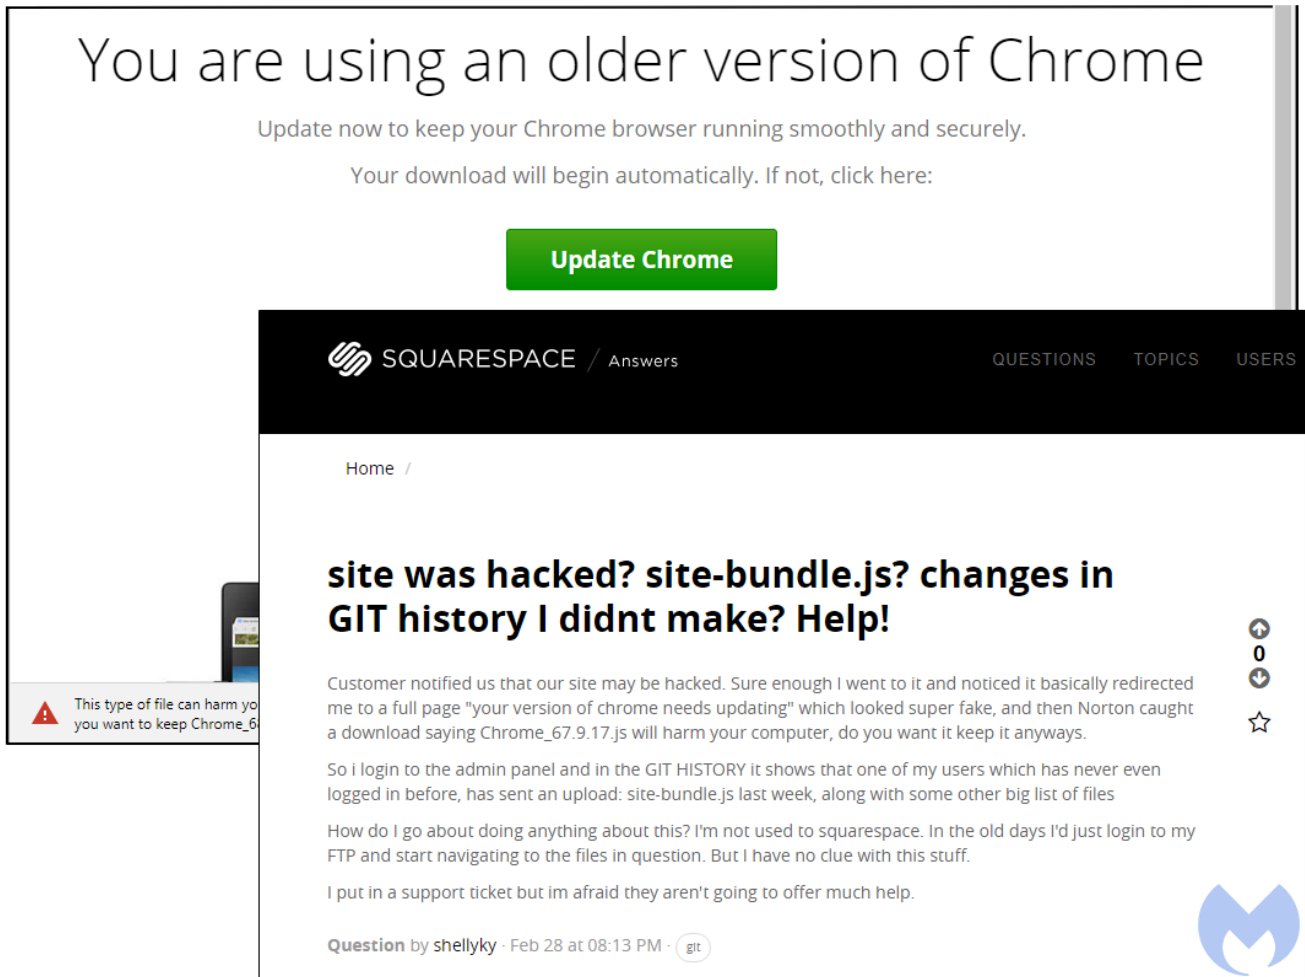 You are using an older version of Chrome
Update now to keep your Chrome browser running smoothly and securely.
Your download will begin automatically. If not, click here:
Update Chrome
SQUARESPACE / Answers
QUESTIONS TOPICS USERS
Home /
site was hacked? site-bundle.js? changes in
GIT history I didnt make? Help!
0
Customer notified us that our site may be hacked. Sure enough I went to it and noticed it basically redirected
me to a full page "your version of chrome needs updating" which looked super fake, and then Norton caught
a download saying Chrome_67.9.17.js will harm your computer, do you want it keep it anyways.
So i login to the admin panel and in the GIT HISTORY it shows that one of my users which has never even
logged in before, has sent an upload: site-bundle.js last week, along with some other big list of files
How do I go about doing anything about this? I'm not used to squarespace. In the old days I'd just login to my
FTP and start navigating to the files in question. But I have no clue with this stuff.
I put in a support ticket but im afraid they aren't going to offer much help.
Question by shellyky · Feb 28 at 08:13 PM · git
This type of file can harm yo
you want to keep Chrome_6